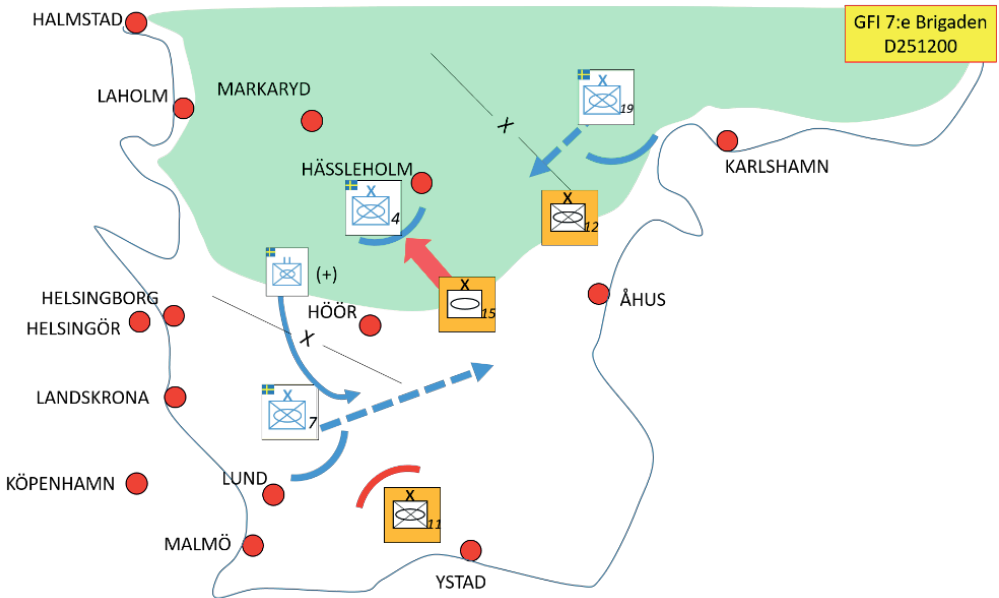 HALMSTAD
GFI 7:e Brigaden
D251200
LAHOLM
MARKARYD
X
19
X
KARLSHAMN
HÄSSLEHOLM
X
4
X
12
II
(+)
X
15
ÅHUS
HELSINGBORG
HELSINGÖR
HÖÖR
X
LANDSKRONA
X
7
KÖPENHAMN
LUND
X
11
MALMÖ
YSTAD